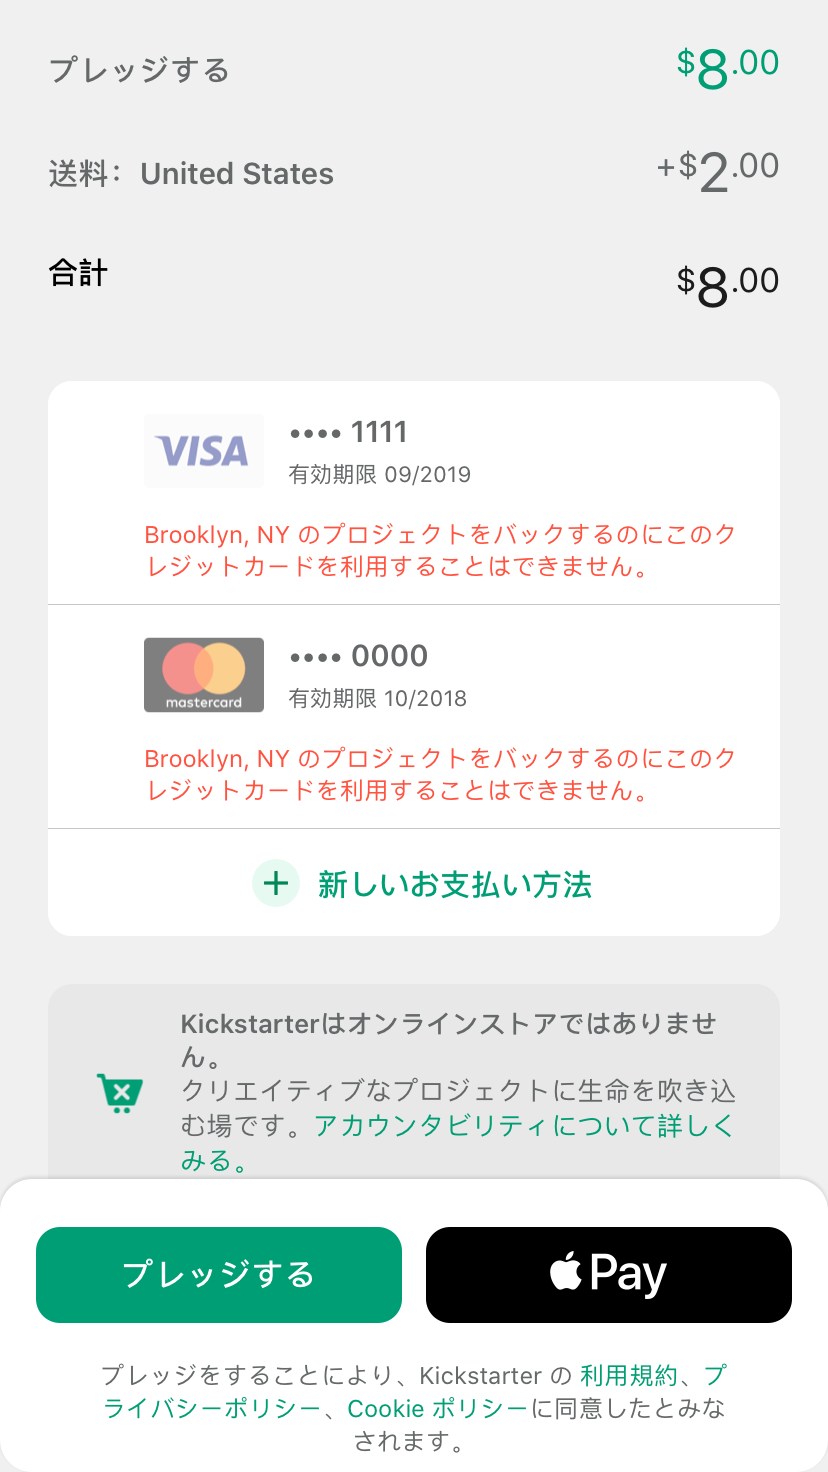 プレッジする
$8.00
送料： United States
+$2.00
合計
$8.00
VISA
•••• 1111
有効期限 09/2019
Brooklyn, NY のプロジェクトをバックするのにこのク
レジットカードを利用することはできません。
mastercard
•••• 0000
有効期限 10/2018
Brooklyn, NY のプロジェクトをバックするのにこのク
レジットカードを利用することはできません。
+ 新しいお支払い方法
Kickstarterはオンラインストアではありませ
ん。
クリエイティブなプロジェクトに生命を吹き込
む場です。アカウンタビリティについて詳しく
みる。
プレッジする
Pay
プレッジをすることにより、Kickstarter の 利用規約、プ
ライバシーポリシー、Cookie ポリシーに同意したとみな
されます。